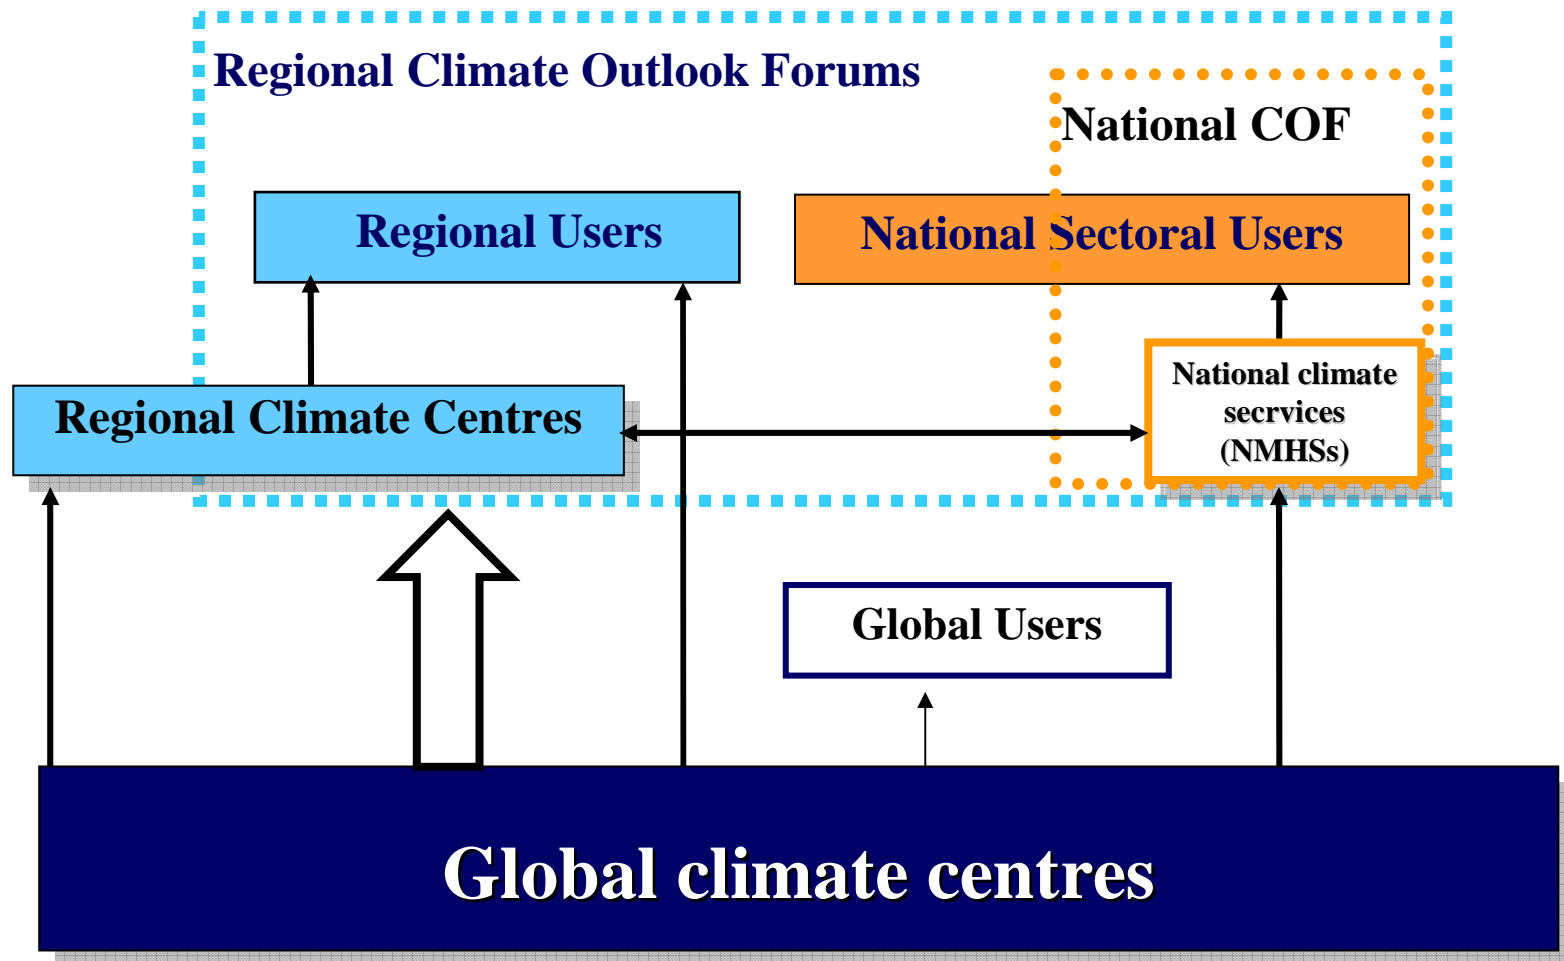 Regional Climate Outlook Forums
National COF
Regional Users
National Sectoral Users
Regional Climate Centres
National climate
secrvices
(NMHSs)
Global Users
Global climate centres